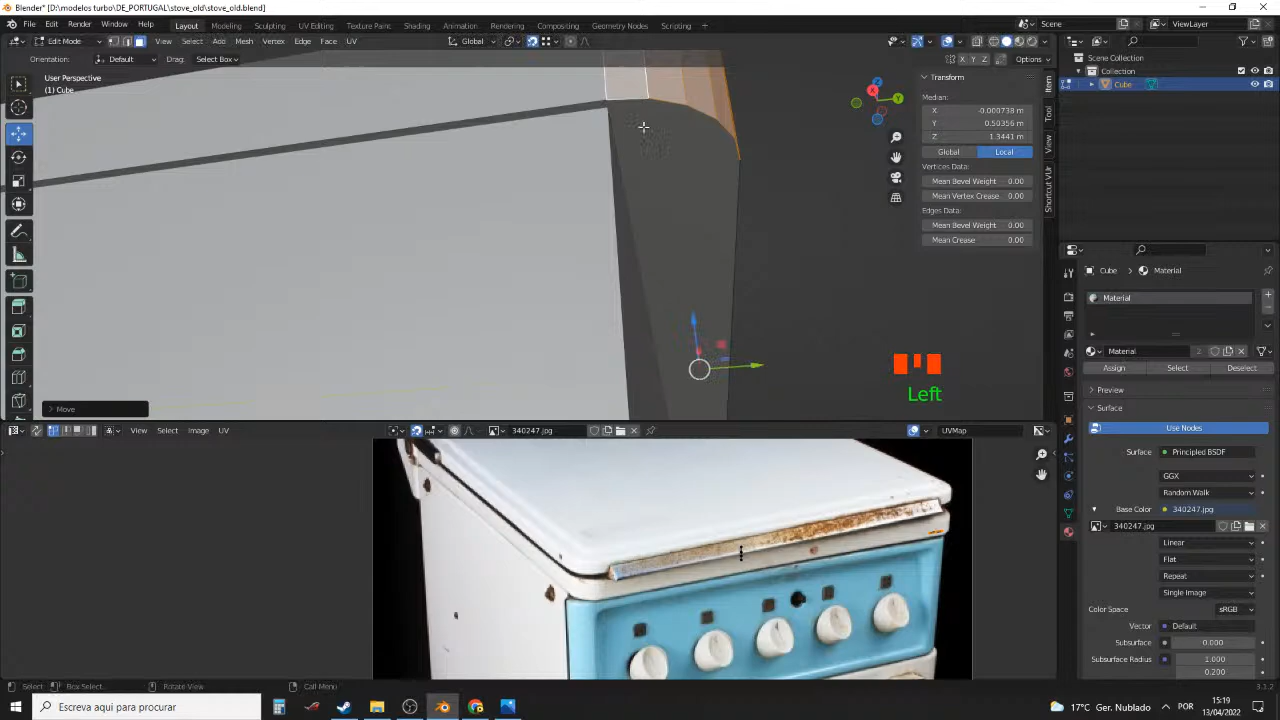 Blender* [D:\modelos turbo\DE_PORTUGAL\stove_old\stove_old.blend]
File Edit Render Window Help Layout Modeling Sculpting UV Editing Texture Paint Shading Animation Rendering Compositing Geometry Nodes Scripting + Scene ViewLayer
Edit Mode View Select Add Mesh Vertex Edge Face UV Global
Orientation: Default Drag: Select Box X Y Z Options
User Perspective
(1) Cube
Z
X
Y
Transform
Median:
X -0.000738 m
Y 0.50356 m
Z 1.3441 m
Global Local
Vertices Data:
Mean Bevel Weight 0.00
Mean Vertex Crease 0.00
Edges Data:
Mean Bevel Weight 0.00
Mean Crease 0.00
Item
Tool
View
Shortcut VUr
Left
Move
View Select Image UV 340247.jpg UVMap
Scene Collection
Collection
Cube
Cube Material
Material
Material 2
Assign Select Deselect
Preview
Surface
Use Nodes
Surface Principled BSDF
GGX
Random Walk
Base Color 340247.jpg
340247.jpg
Linear
Flat
Repeat
Single Image
Color Space sRGB
Vector Default
Subsurface 0.000
Subsurface Radius 1.000
0.200
Select Box Select Rotate View Call Menu 3.1.2
Escreva aqui para procurar
17°C Ger. Nublado POR 15:19
13/04/2022